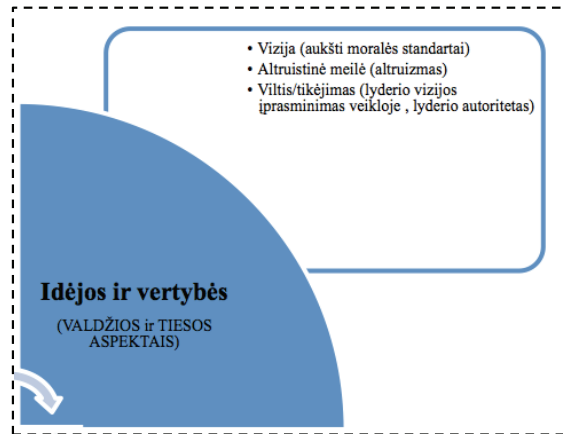 • Vizija (aukšti moralės standartai)
• Altruistinė meilė (altruizmas)
• Viltis/tikėjimas (lyderio vizijos
įprasminimas veikloje , lyderio autoritetas)
Idėjos ir vertybės
(VALDŽIOS ir TIESOS
ASPEKTAIS)